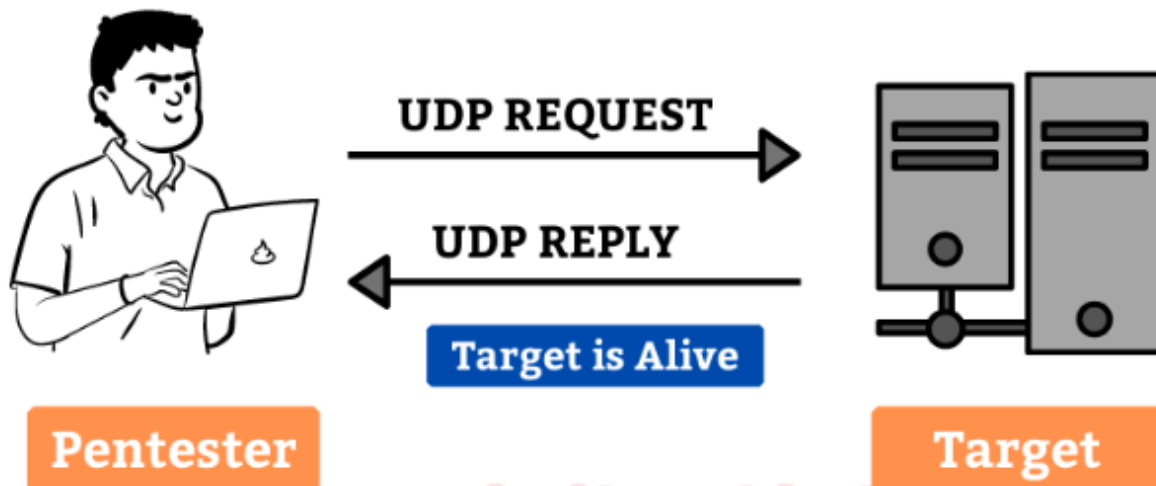 UDP REQUEST
UDP REPLY
Target is Alive
Pentester
Target